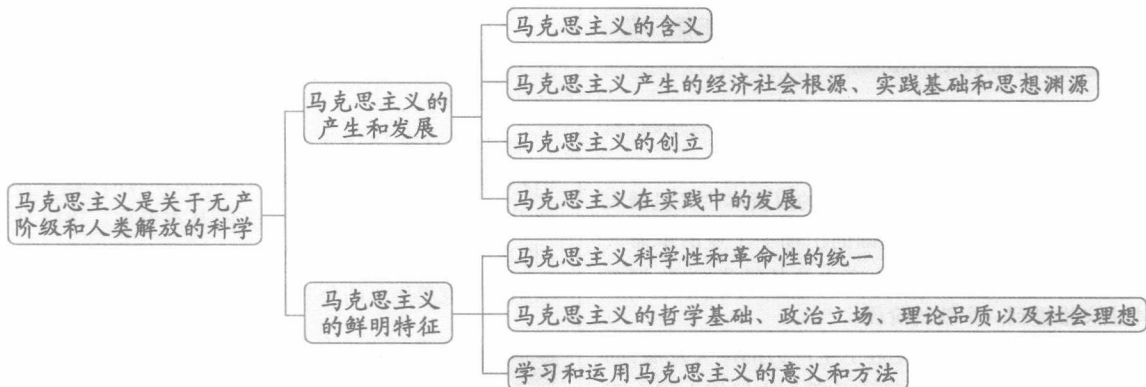 马克思主义是关于无产
阶级和人类解放的科学
马克思主义的
产生和发展
马克思主义的含义
马克思主义产生的经济社会根源、实践基础和思想渊源
马克思主义的创立
马克思主义在实践中的发展
马克思主义
的鲜明特征
马克思主义科学性和革命性的统一
马克思主义的哲学基础、政治立场、理论品质以及社会理想
学习和运用马克思主义的意义和方法